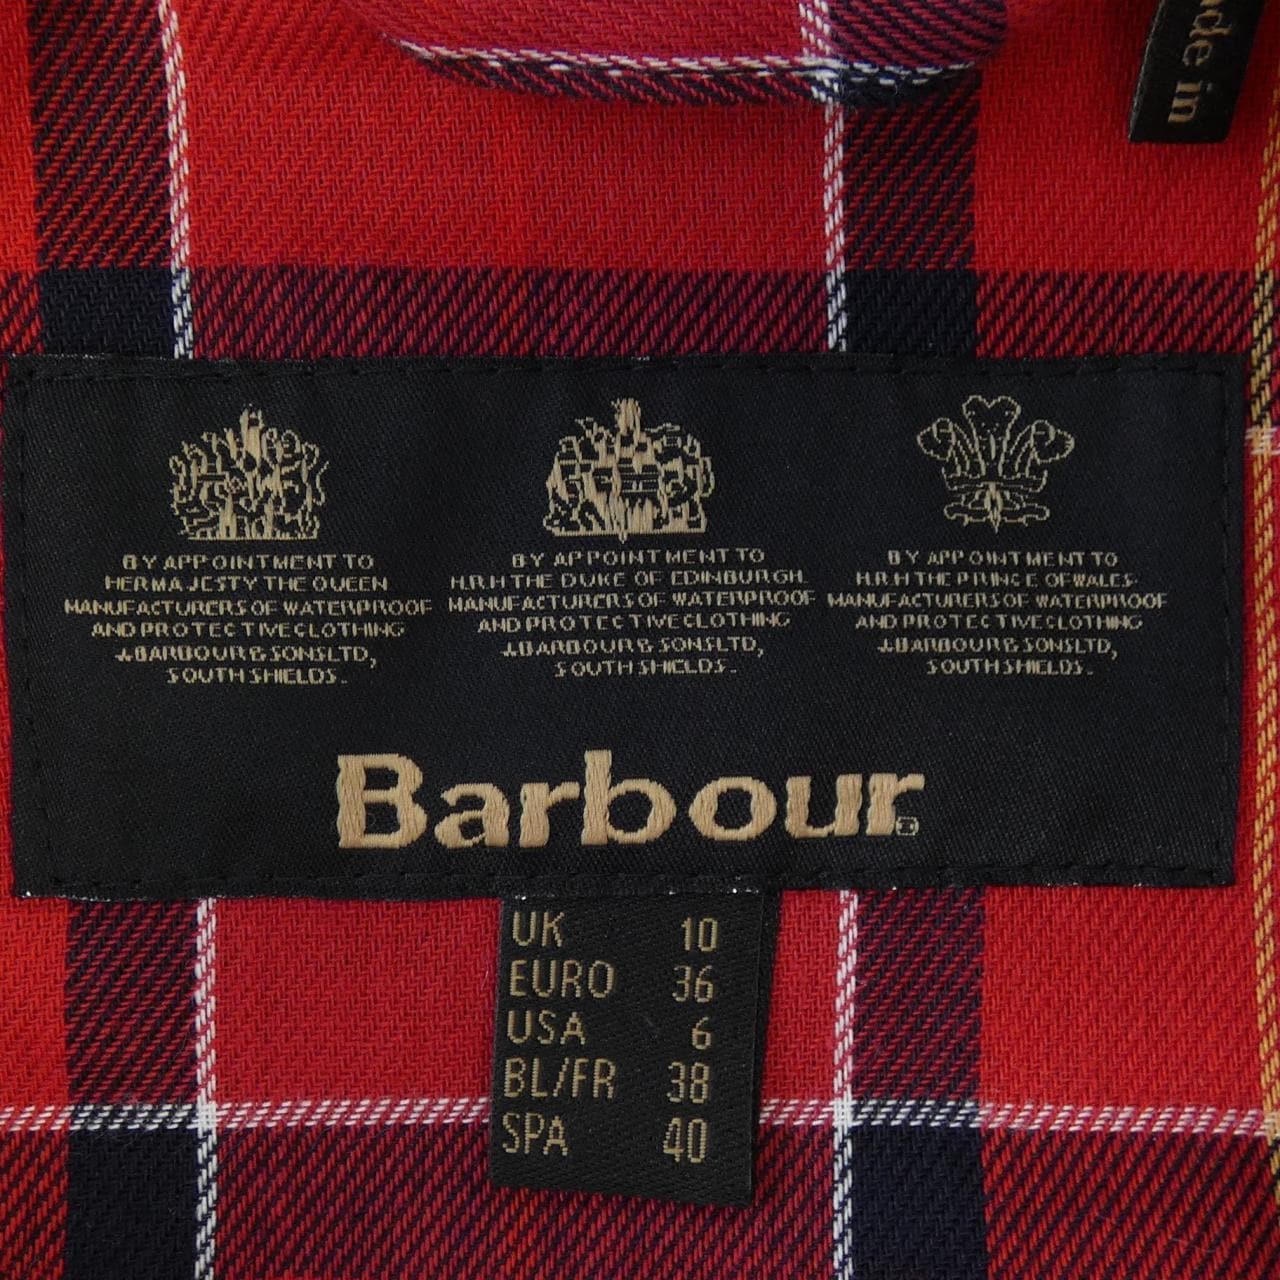 de in
BY APPOINTMENT TO
HER MAJESTY THE QUEEN
MANUFACTURERS OF WATERPROOF
AND PROTECTIVE CLOTHING
J.BARBOUR & SONS LTD,
SOUTH SHIELDS.
BY APPOINTMENT TO
H.R.H THE DUKE OF EDINBURGH
MANUFACTURERS OF WATERPROOF
AND PROTECTIVE CLOTHING
J.BARBOUR & SONS LTD,
SOUTH SHIELDS.
BY APPOINTMENT TO
H.R.H THE PRINCE OF WALES
MANUFACTURERS OF WATERPROOF
AND PROTECTIVE CLOTHING
J.BARBOUR & SONS LTD,
SOUTH SHIELDS.
Barbour
UK 10
EURO 36
USA 6
BL/FR 38
SPA 40